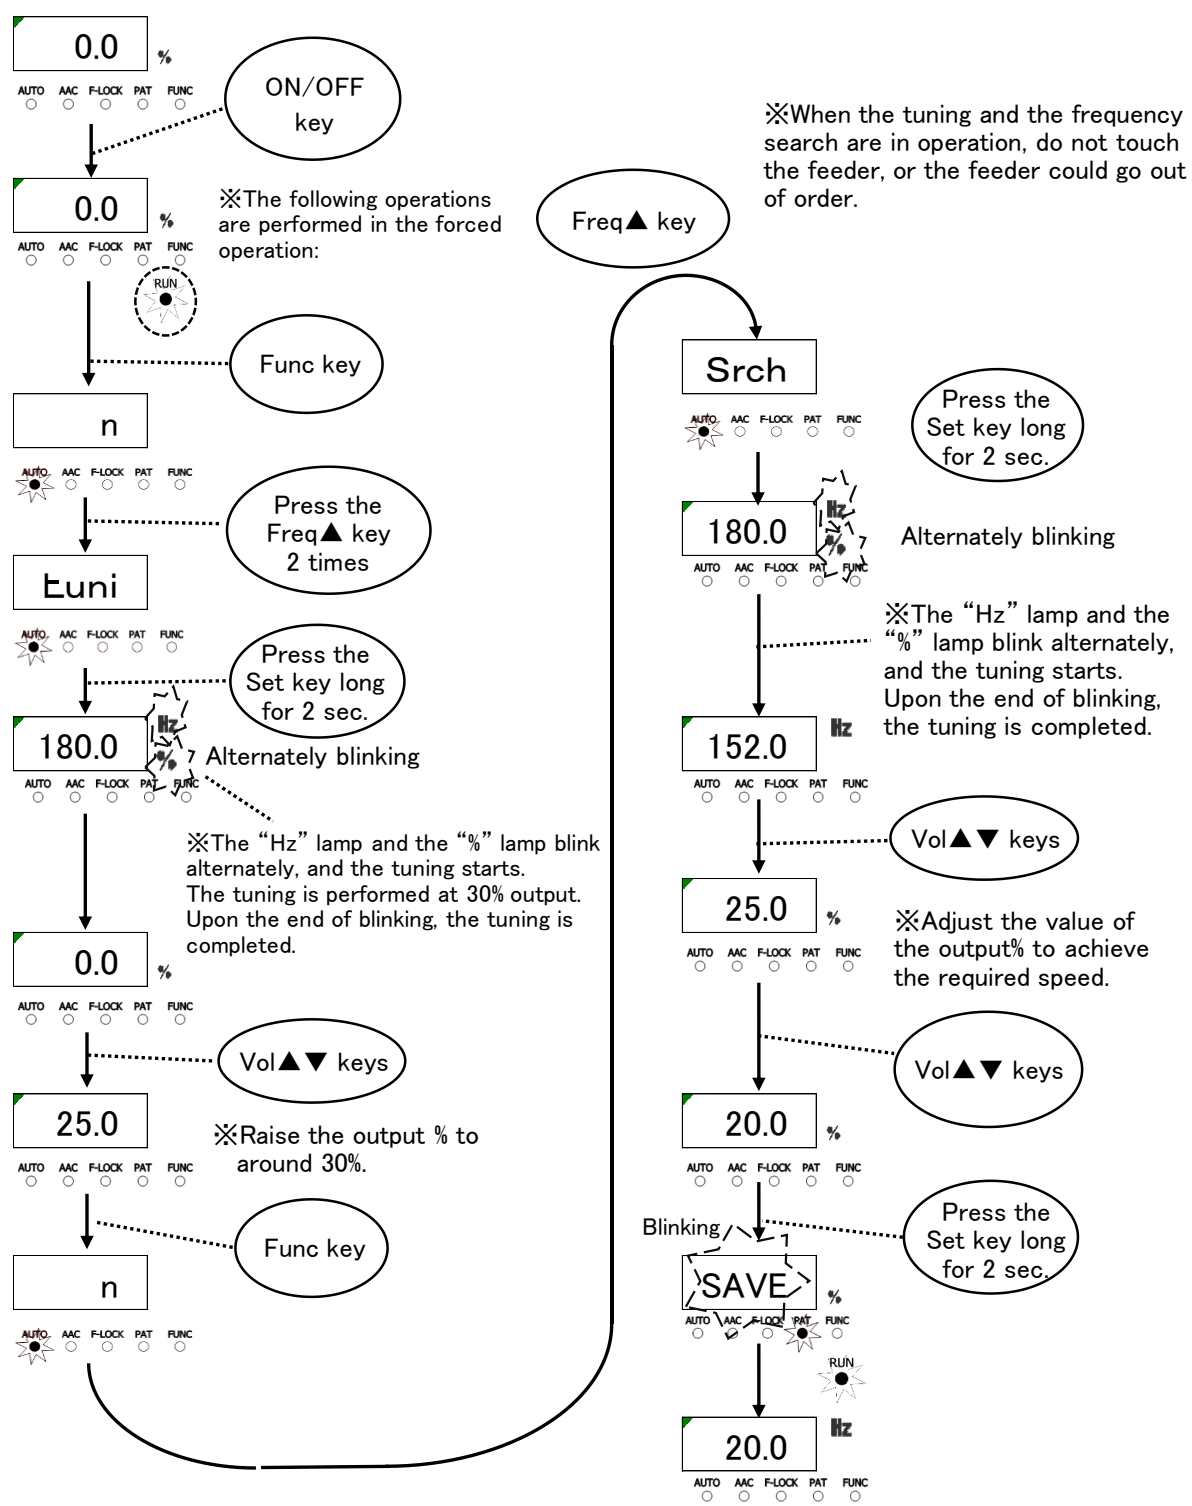 0.0
%
AUTO AAC F-LOCK PAT FUNC
ON/OFF
key
0.0
%
AUTO AAC F-LOCK PAT FUNC
RUN
※The following operations
are performed in the forced
operation:
Func key
n
AUTO AAC F-LOCK PAT FUNC
Press the
Freq▲ key
2 times
tuni
AUTO AAC F-LOCK PAT FUNC
Press the
Set key long
for 2 sec.
180.0
Hz
%
Alternately blinking
AUTO AAC F-LOCK PAT FUNC
※The “Hz” lamp and the “%” lamp blink
alternately, and the tuning starts.
The tuning is performed at 30% output.
Upon the end of blinking, the tuning is
completed.
0.0
%
AUTO AAC F-LOCK PAT FUNC
Vol▲▼ keys
25.0
AUTO AAC F-LOCK PAT FUNC
※Raise the output % to
around 30%.
Func key
n
AUTO AAC F-LOCK PAT FUNC
※When the tuning and the frequency
search are in operation, do not touch
the feeder, or the feeder could go out
of order.
Freq▲ key
Srch
AUTO AAC F-LOCK PAT FUNC
Press the
Set key long
for 2 sec.
180.0
Hz
%
Alternately blinking
AUTO AAC F-LOCK PAT FUNC
※The “Hz” lamp and the
“%” lamp blink alternately,
and the tuning starts.
Upon the end of blinking,
the tuning is completed.
152.0
Hz
AUTO AAC F-LOCK PAT FUNC
Vol▲▼ keys
25.0
%
AUTO AAC F-LOCK PAT FUNC
※Adjust the value of
the output% to achieve
the required speed.
Vol▲▼ keys
20.0
%
AUTO AAC F-LOCK PAT FUNC
Press the
Set key long
for 2 sec.
Blinking
SAVE
%
AUTO AAC F-LOCK PAT FUNC
RUN
20.0
Hz
AUTO AAC F-LOCK PAT FUNC